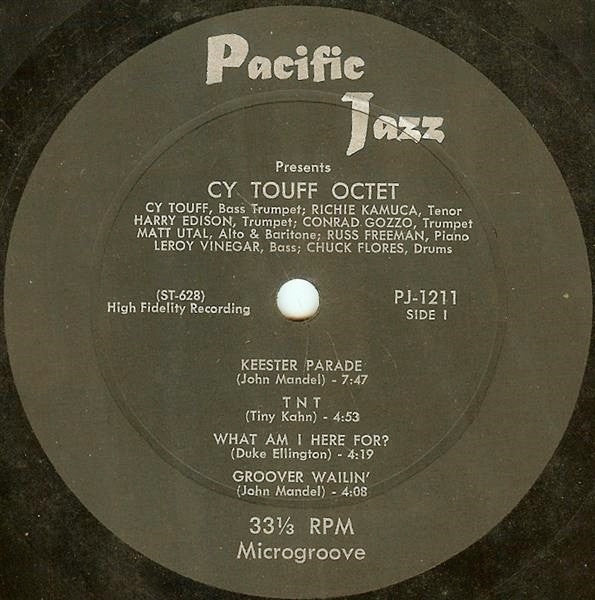 Pacific
Jazz
Presents
CY TOUFF OCTET
CY TOUFF, Bass Trumpet; RICHIE KAMUCA, Tenor
HARRY EDISON, Trumpet; CONRAD GOZZO, Trumpet
MATT UTAL, Alto & Baritone; RUSS FREEMAN, Piano
LEROY VINEGAR, Bass; CHUCK FLORES, Drums
(ST-628)
High Fidelity Recording
PJ-1211
SIDE I
KEESTER PARADE
(John Mandel) - 7:47
T N T
(Tiny Kahn) - 4:53
WHAT AM I HERE FOR?
(Duke Ellington) - 4:19
GROOVER WAILIN'
(John Mandel) - 4:08
33⅓ RPM
Microgroove